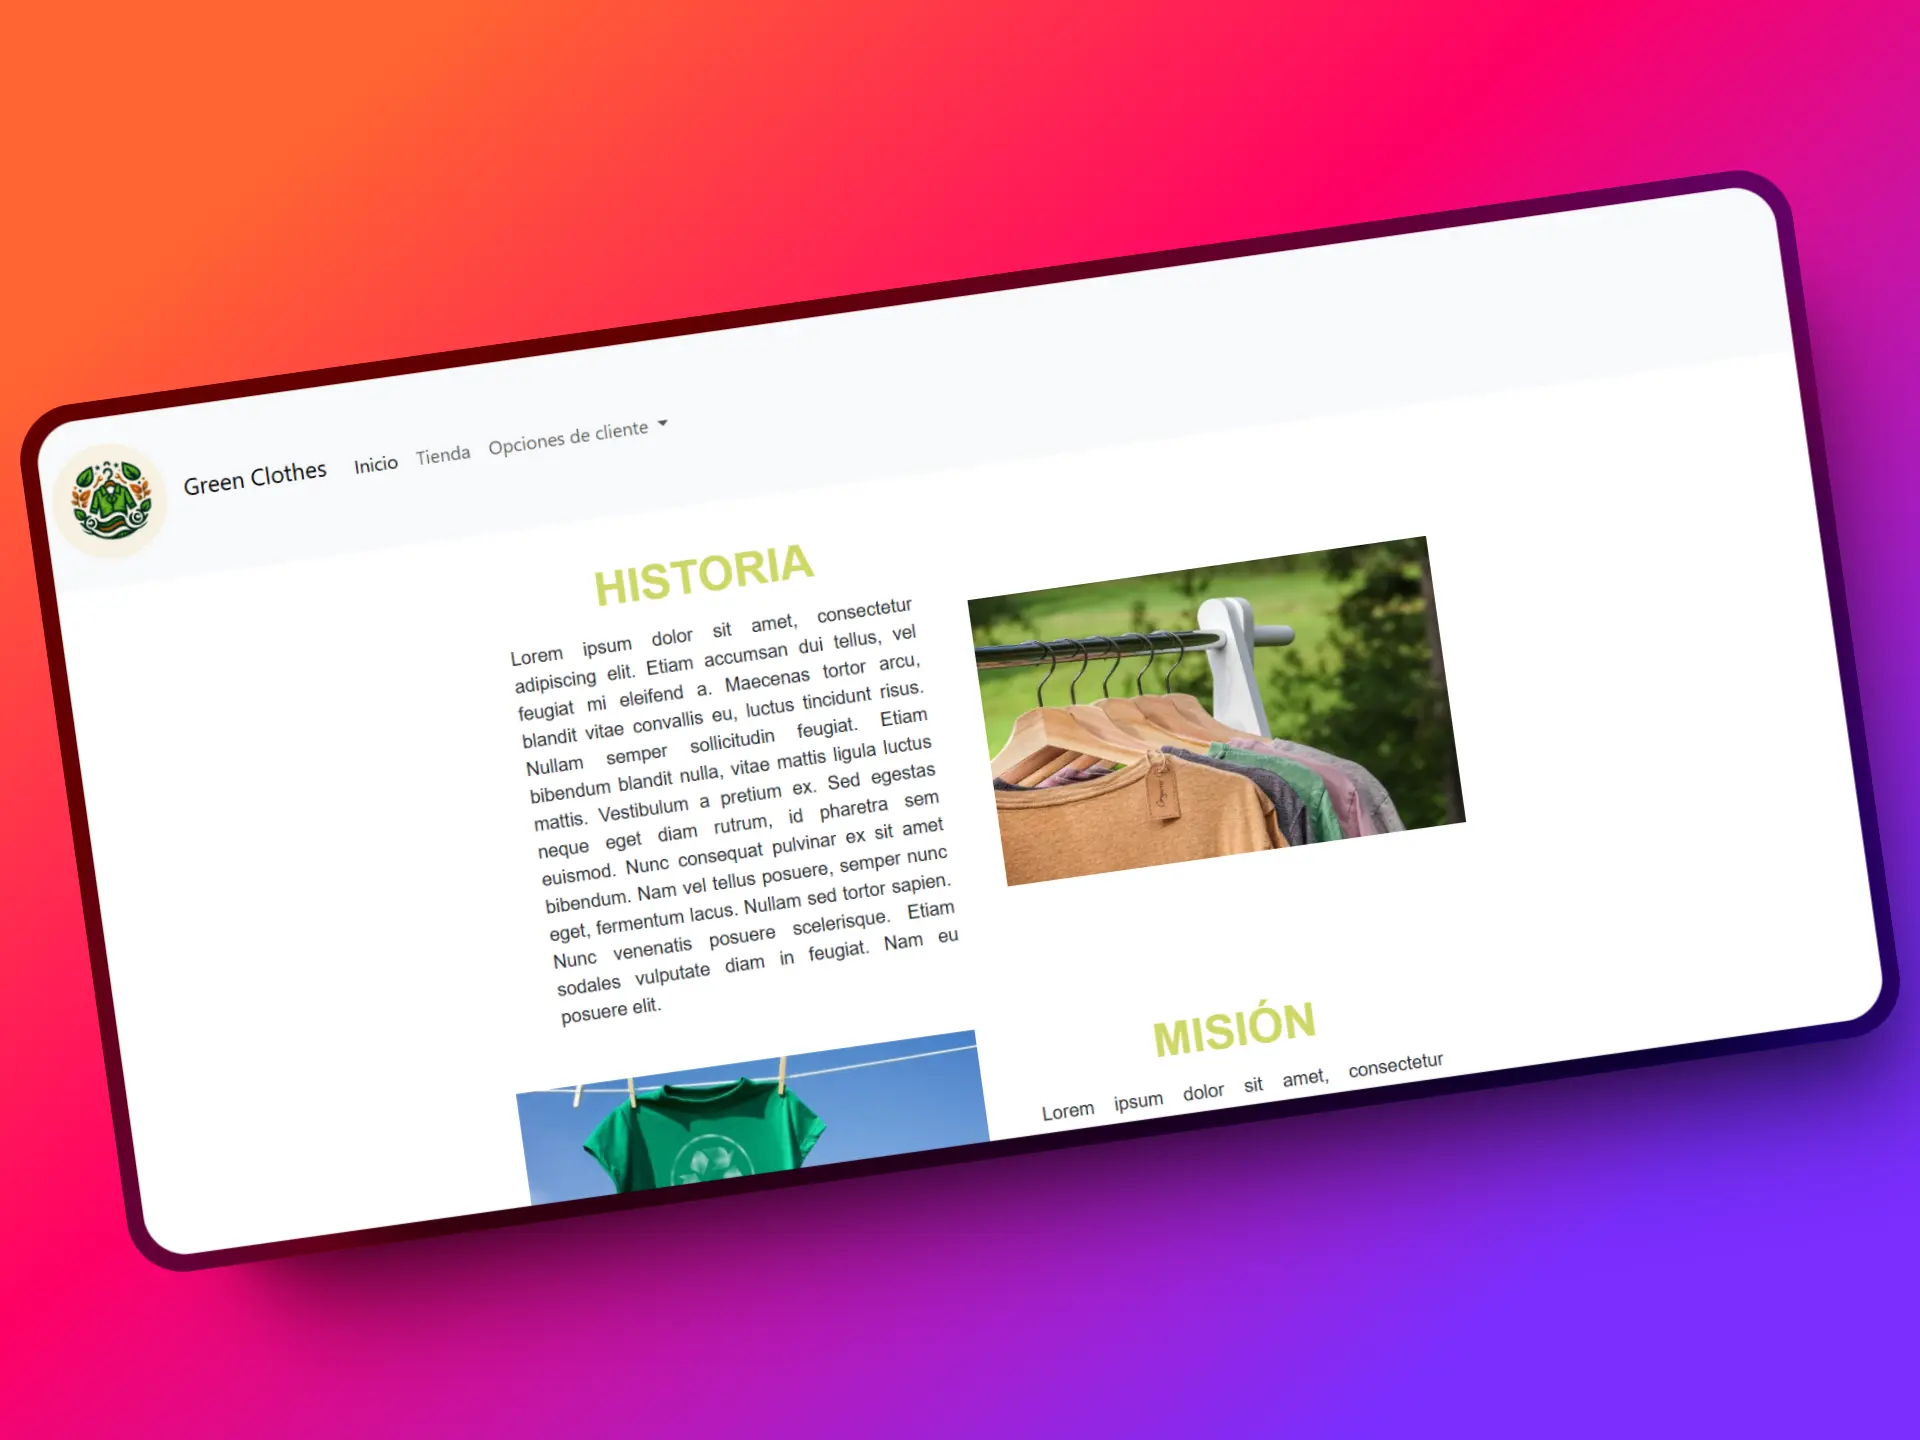 Green Clothes Inicio Tienda Opciones de cliente
HISTORIA
Lorem ipsum dolor sit amet, consectetur
adipiscing elit. Etiam accumsan dui tellus, vel
feugiat mi eleifend a. Maecenas tortor arcu,
blandit vitae convallis eu, luctus tincidunt risus.
Nullam semper sollicitudin feugiat. Etiam
bibendum blandit nulla, vitae mattis ligula luctus
mattis. Vestibulum a pretium ex. Sed egestas
neque eget diam rutrum, id pharetra sem
euismod. Nunc consequat pulvinar ex sit amet
bibendum. Nam vel tellus posuere, semper nunc
eget, fermentum lacus. Nullam sed tortor sapien.
Nunc venenatis posuere scelerisque. Etiam
sodales vulputate diam in feugiat. Nam eu
posuere elit.
Organic
MISIÓN
Lorem ipsum dolor sit amet, consectetur